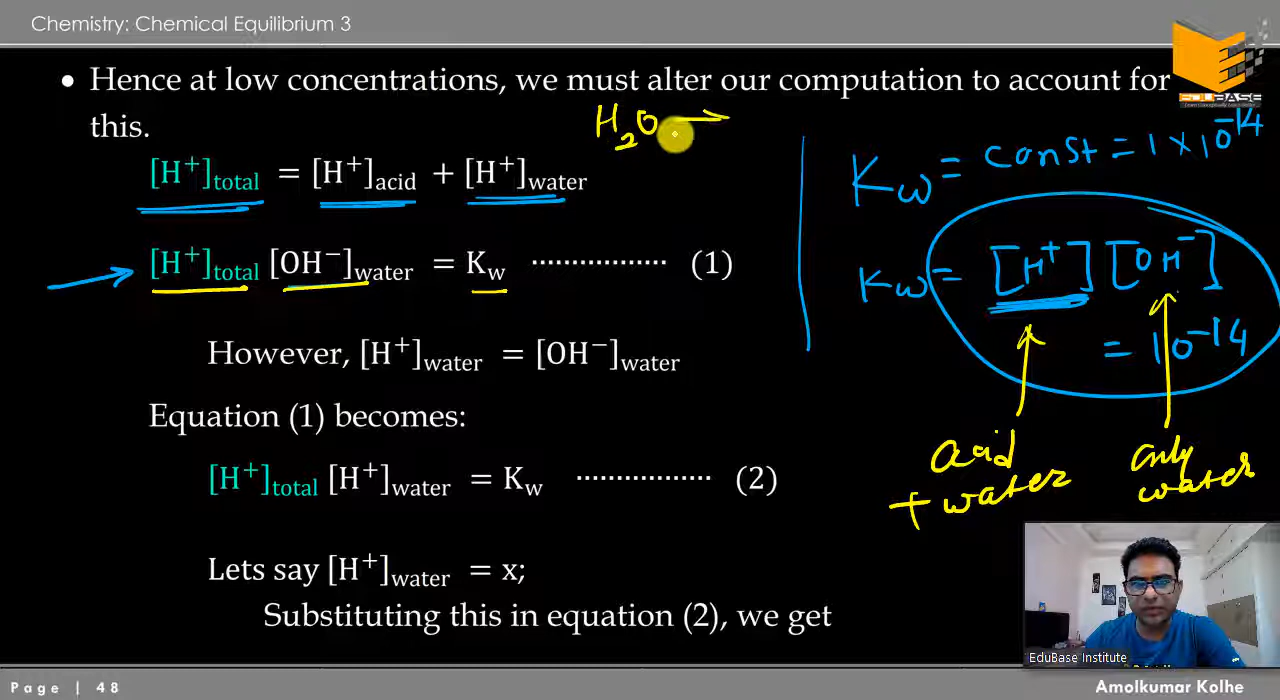 Chemistry: Chemical Equilibrium 3
EDUBASE
• Hence at low concentrations, we must alter our computation to account for
this.
H₂O →
[H⁺]total = [H⁺]acid + [H⁺]water
[H⁺]total [OH⁻]water = Kw ................. (1)
However, [H⁺]water = [OH⁻]water
Equation (1) becomes:
[H⁺]total [H⁺]water = Kw ................. (2)
Lets say [H⁺]water = x;
Substituting this in equation (2), we get
Kw = const = 1 × 10⁻¹⁴
Kw = [H⁺] [OH⁻]
= 10⁻¹⁴
acid
+ water
only
water
EduBase Institute
Page | 48
Amolkumar Kolhe